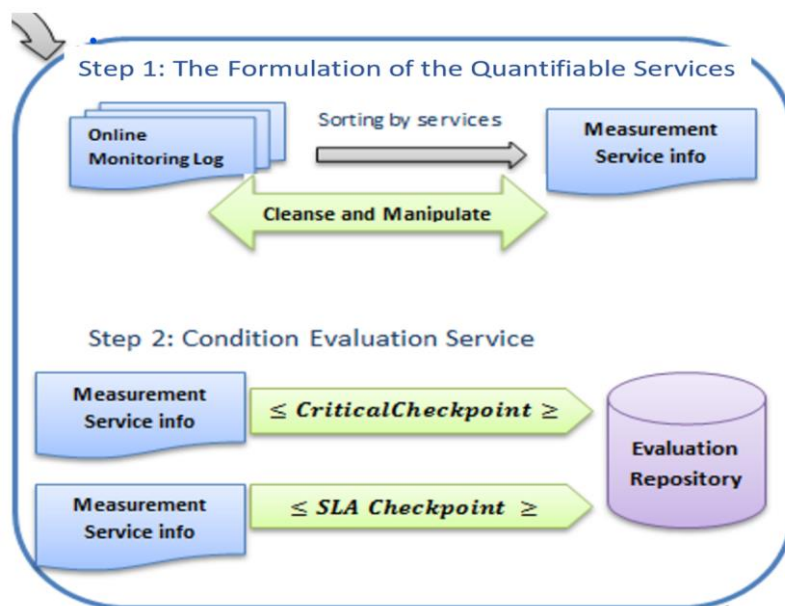 Step 1: The Formulation of the Quantifiable Services
Online
Monitoring Log
Sorting by services
Measurement
Service info
Cleanse and Manipulate
Step 2: Condition Evaluation Service
Measurement
Service info
≤ CriticalCheckpoint ≥
Evaluation
Repository
Measurement
Service info
≤ SLA Checkpoint ≥